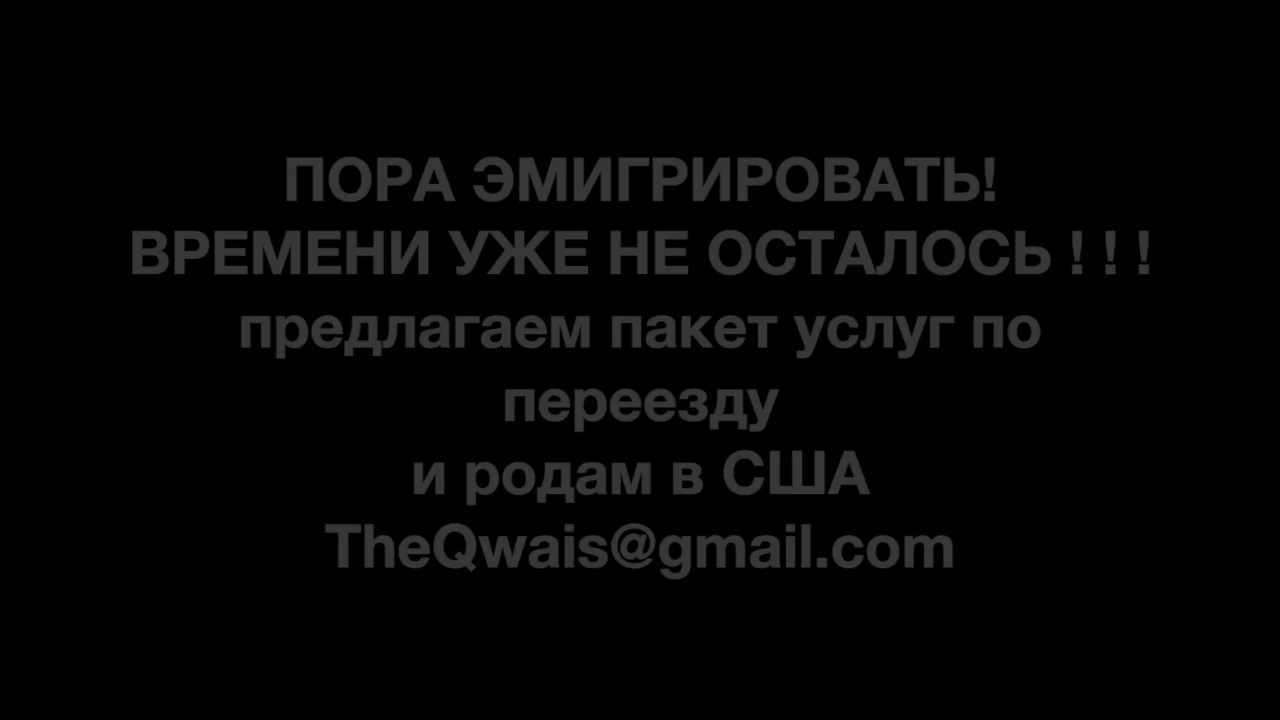 ПОРА ЭМИГРИРОВАТЬ!
ВРЕМЕНИ УЖЕ НЕ ОСТАЛОСЬ ! ! !
предлагаем пакет услуг по
переезду
и родам в США
TheQwais@gmail.com